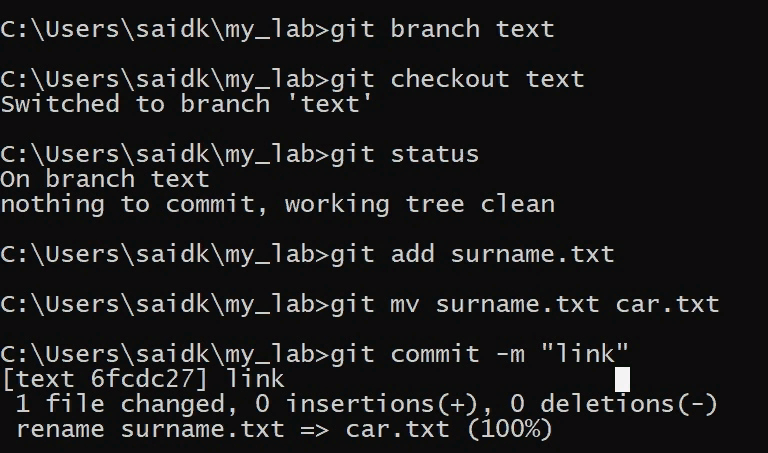 C:\Users\saidk\my_lab>git branch text
C:\Users\saidk\my_lab>git checkout text
Switched to branch 'text'
C:\Users\saidk\my_lab>git status
On branch text
nothing to commit, working tree clean
C:\Users\saidk\my_lab>git add surname.txt
C:\Users\saidk\my_lab>git mv surname.txt car.txt
C:\Users\saidk\my_lab>git commit -m "link"
[text 6fcdc27] link
 1 file changed, 0 insertions(+), 0 deletions(-)
 rename surname.txt => car.txt (100%)